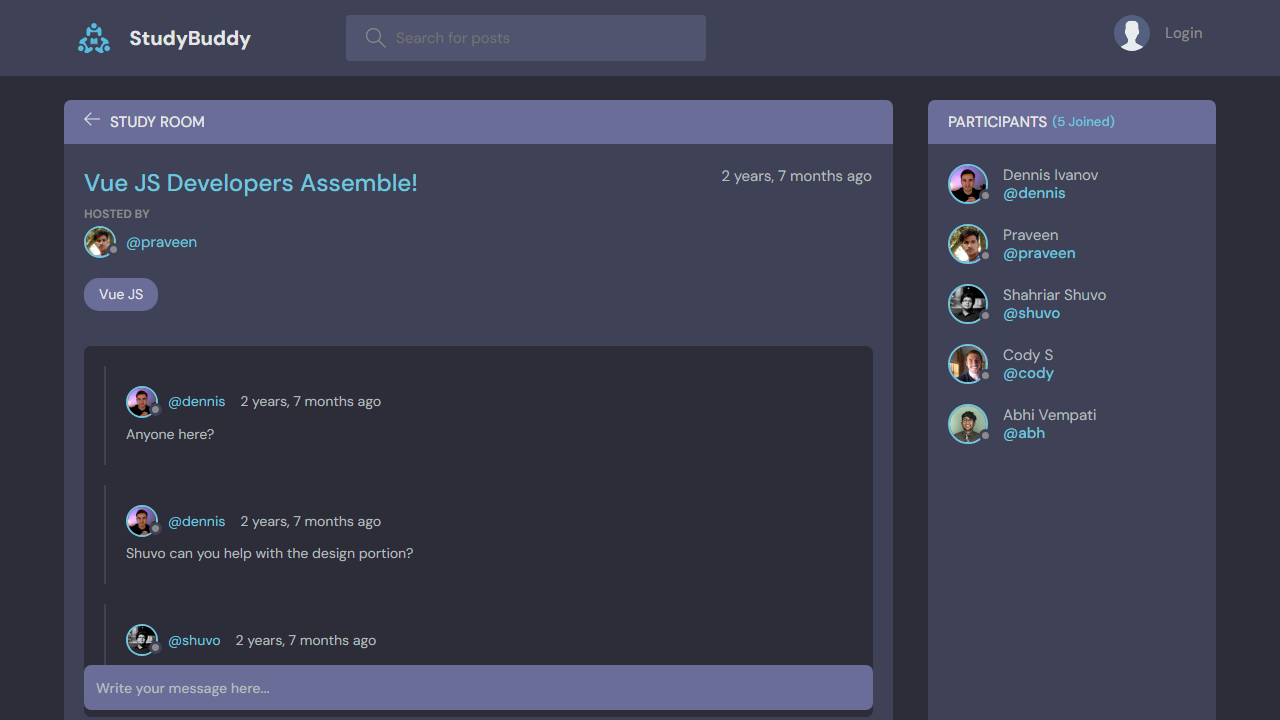 StudyBuddy
Search for posts
Login
STUDY ROOM
Vue JS Developers Assemble!
2 years, 7 months ago
HOSTED BY
@praveen
Vue JS
@dennis 2 years, 7 months ago
Anyone here?
@dennis 2 years, 7 months ago
Shuvo can you help with the design portion?
@shuvo 2 years, 7 months ago
Write your message here...
PARTICIPANTS (5 Joined)
Dennis Ivanov
@dennis
Praveen
@praveen
Shahriar Shuvo
@shuvo
Cody S
@cody
Abhi Vempati
@abh